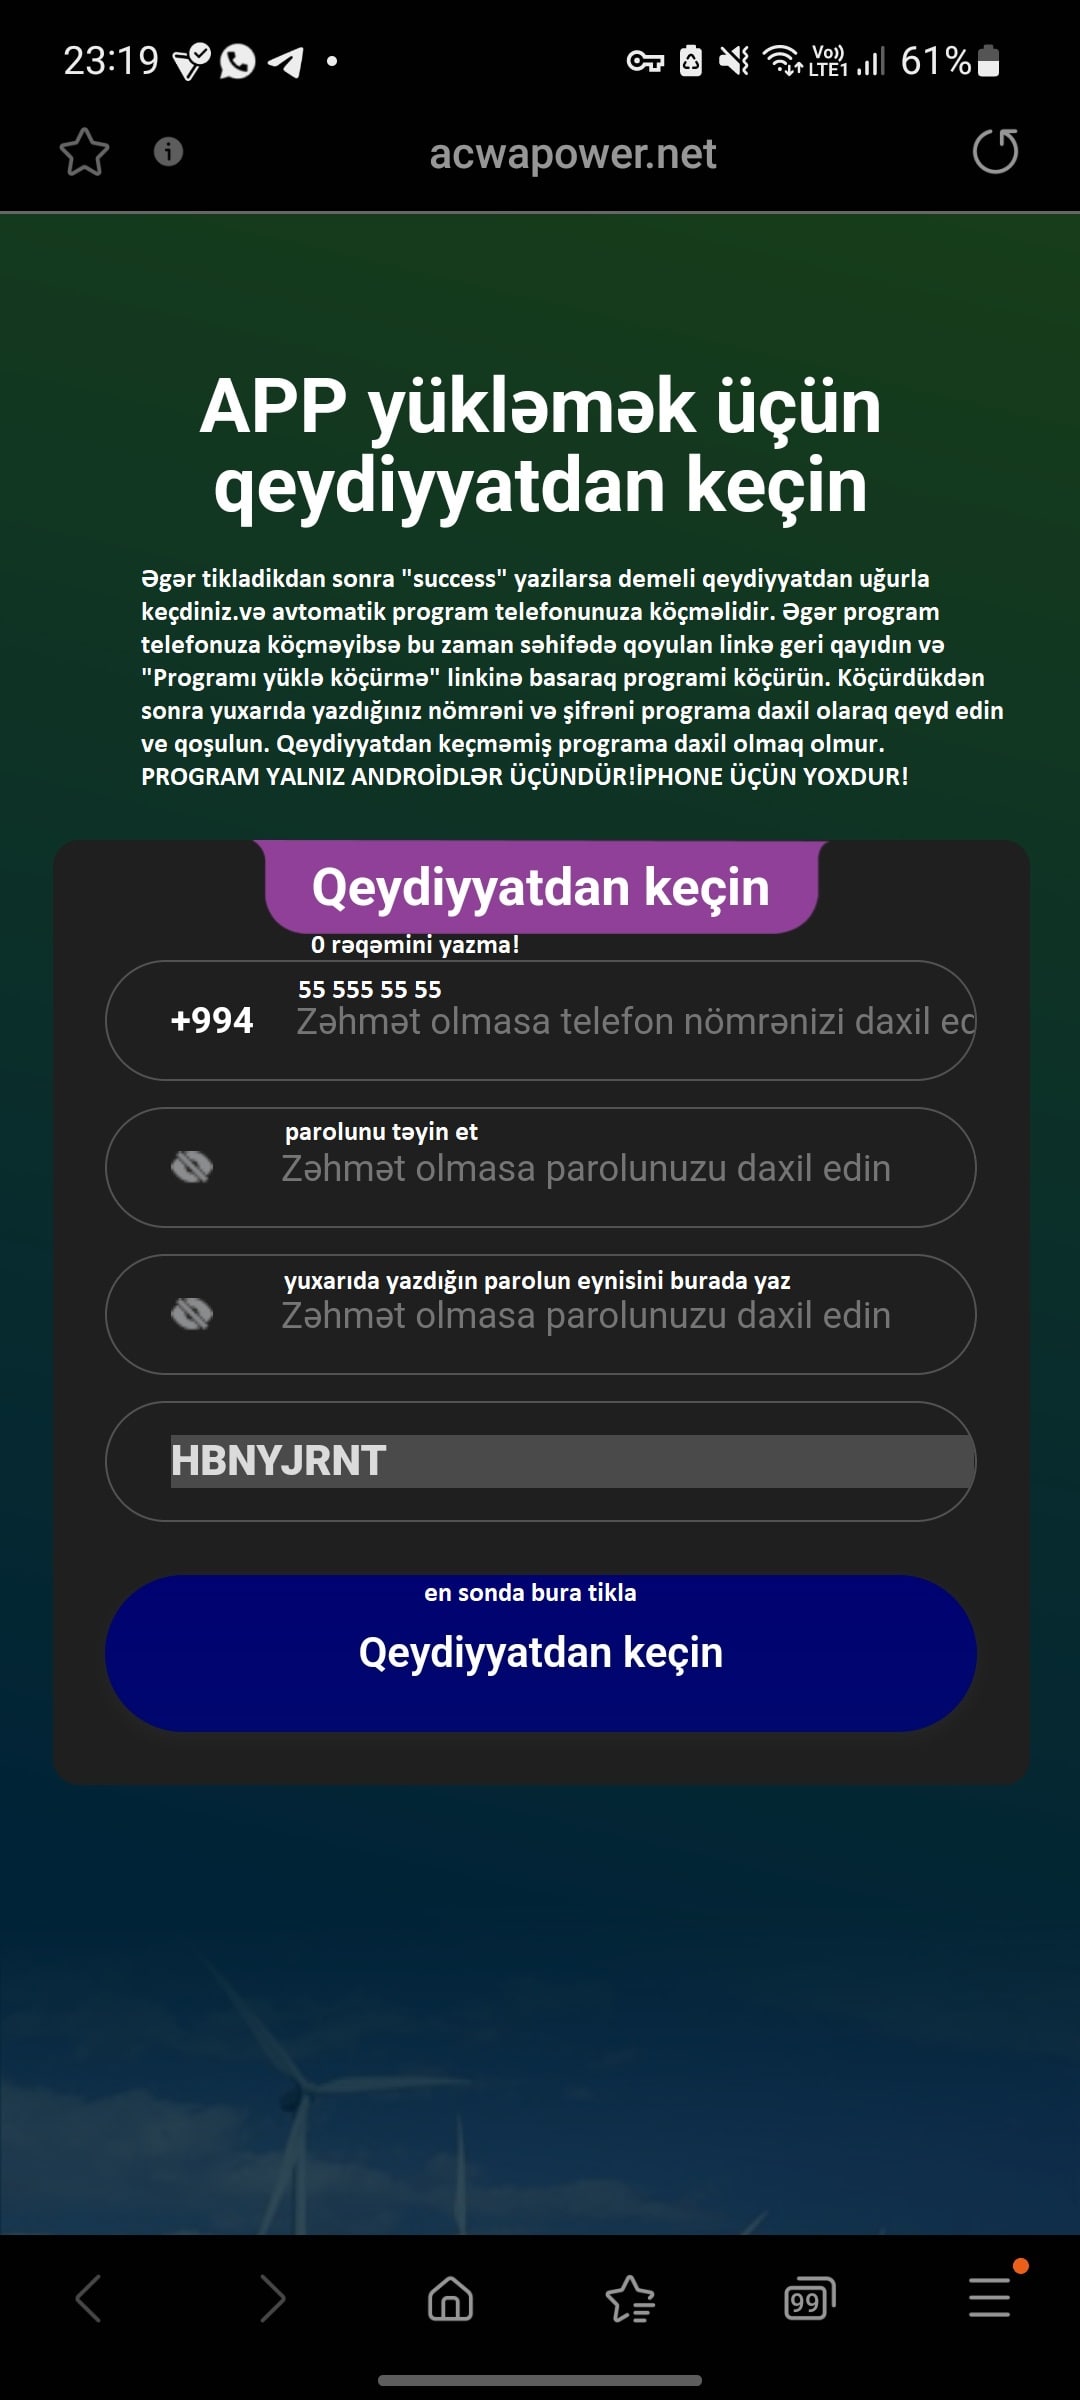 23:19
Vo))
LTE1
61%
acwapower.net
APP yükləmək üçün
qeydiyyatdan keçin
Əgər tikladikdan sonra "success" yazilarsa demeli qeydiyyatdan uğurla
keçdiniz.və avtomatik program telefonunuza köçməlidir. Əgər program
telefonuza köçməyibsə bu zaman səhifədə qoyulan linkə geri qayıdın və
"Programı yüklə köçürmə" linkinə basaraq programi köçürün. Köçürdükdən
sonra yuxarıda yazdığınız nömrəni və şifrəni programa daxil olaraq qeyd edin
ve qoşulun. Qeydiyyatdan keçməmiş programa daxil olmaq olmur.
PROGRAM YALNIZ ANDROİDLƏR ÜÇÜNDÜR!İPHONE ÜÇÜN YOXDUR!
Qeydiyyatdan keçin
0 rəqəmini yazma!
55 555 55 55
+994 Zəhmət olmasa telefon nömrənizi daxil ed
parolunu təyin et
Zəhmət olmasa parolunuzu daxil edin
yuxarıda yazdığın parolun eynisini burada yaz
Zəhmət olmasa parolunuzu daxil edin
HBNYJRNT
en sonda bura tikla
Qeydiyyatdan keçin
99